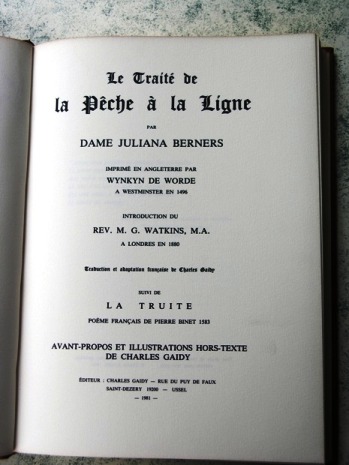 Le Traité de
la Pêche à la Ligne
PAR
DAME JULIANA BERNERS
IMPRIMÉ EN ANGLETERRE PAR
WYNKYN DE WORDE
A WESTMINSTER EN 1496
INTRODUCTION DU
REV. M. G. WATKINS, M.A.
A LONDRES EN 1880
Traduction et adaptation française de Charles Gaidy
SUIVI DE
LA TRUITE
POÈME FRANÇAIS DE PIERRE BINET 1583
AVANT-PROPOS ET ILLUSTRATIONS HORS-TEXTE
DE CHARLES GAIDY
ÉDITEUR : CHARLES GAIDY — RUE DU PUY DE FAUX
SAINT-DEZERY 19200 — USSEL
— 1981 —